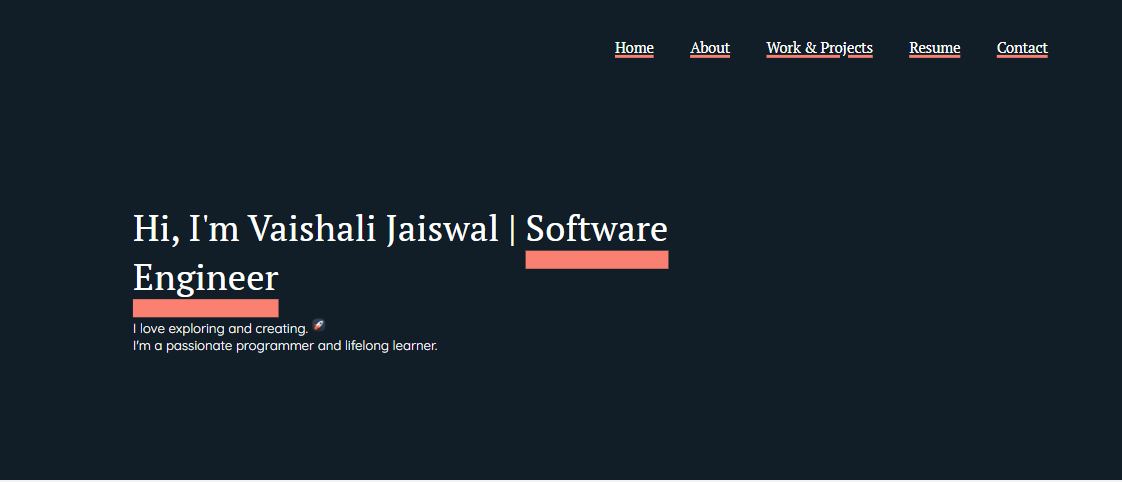 Home About Work & Projects Resume Contact
Hi, I'm Vaishali Jaiswal | Software
Engineer
I love exploring and creating. 🚀
I'm a passionate programmer and lifelong learner.